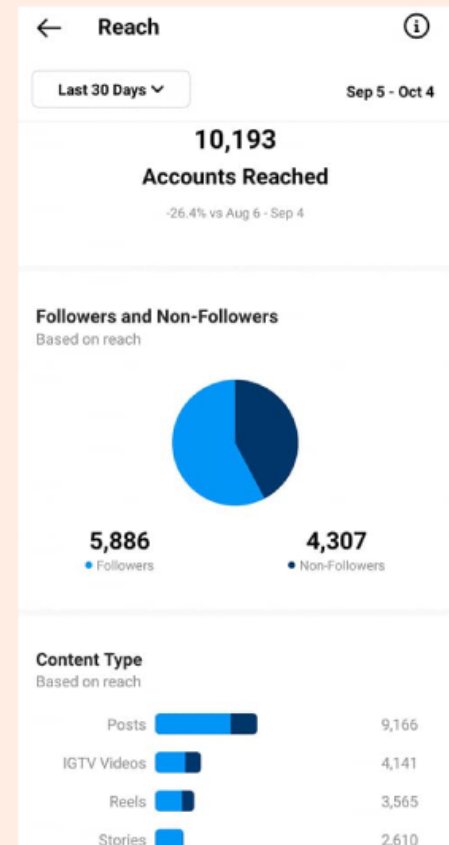 Reach
Last 30 Days
Sep 5 - Oct 4
10,193
Accounts Reached
-26.4% vs Aug 6 - Sep 4
Followers and Non-Followers
Based on reach
5,886 4,307
Followers Non-Followers
Content Type
Based on reach
Posts 9,166
IGTV Videos 4,141
Reels 3,565
Stories 2,610